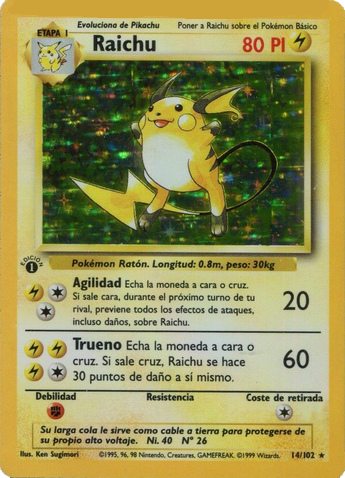 Evoluciona de Pikachu Poner a Raichu sobre el Pokémon Básico
ETAPA 1
Raichu 80 PI
EDICIÓN
1
Pokémon Ratón. Longitud: 0.8m, peso: 30kg
Agilidad Echa la moneda a cara o cruz.
Si sale cara, durante el próximo turno de tu
rival, previene todos los efectos de ataques,
incluso daños, sobre Raichu.
20
Trueno Echa la moneda a cara o
cruz. Si sale cruz, Raichu se hace
30 puntos de daño a sí mismo.
60
Debilidad Resistencia Coste de retirada
Su larga cola le sirve como cable a tierra para protegerse
de su propio alto voltaje. Ni. 40 N° 26
Ilus. Ken Sugimori ©1995, 96, 98 Nintendo, Creatures, GAMEFREAK. ©1999 Wizards. 14/102 ★